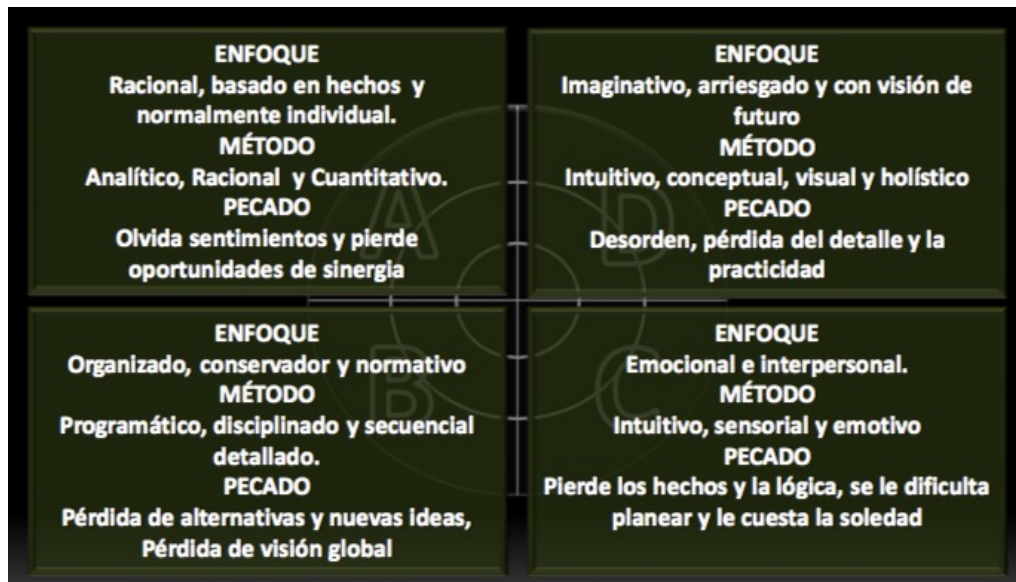 ENFOQUE
Racional, basado en hechos y
normalmente individual.
MÉTODO
Analítico, Racional y Cuantitativo.
PECADO
Olvida sentimientos y pierde
oportunidades de sinergia
A
ENFOQUE
Imaginativo, arriesgado y con visión de
futuro
MÉTODO
Intuitivo, conceptual, visual y holístico
PECADO
Desorden, pérdida del detalle y la
practicidad
D
ENFOQUE
Organizado, conservador y normativo
MÉTODO
Programático, disciplinado y secuencial
detallado.
PECADO
Pérdida de alternativas y nuevas ideas,
Pérdida de visión global
B
ENFOQUE
Emocional e interpersonal.
MÉTODO
Intuitivo, sensorial y emotivo
PECADO
Pierde los hechos y la lógica, se le dificulta
planear y le cuesta la soledad
C